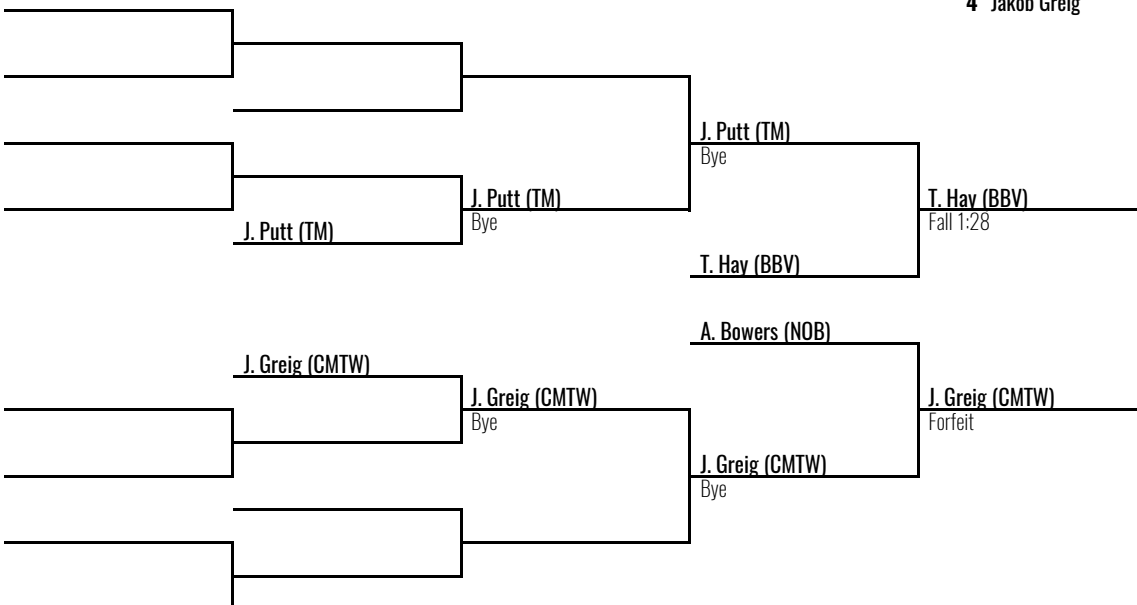 4 Jakob Greig
J. Putt (TM)
Bye
J. Putt (TM)
Bye
T. Hay (BBV)
Fall 1:28
J. Putt (TM)
T. Hay (BBV)
A. Bowers (NOB)
J. Greig (CMTW)
J. Greig (CMTW)
Bye
J. Greig (CMTW)
Forfeit
J. Greig (CMTW)
Bye